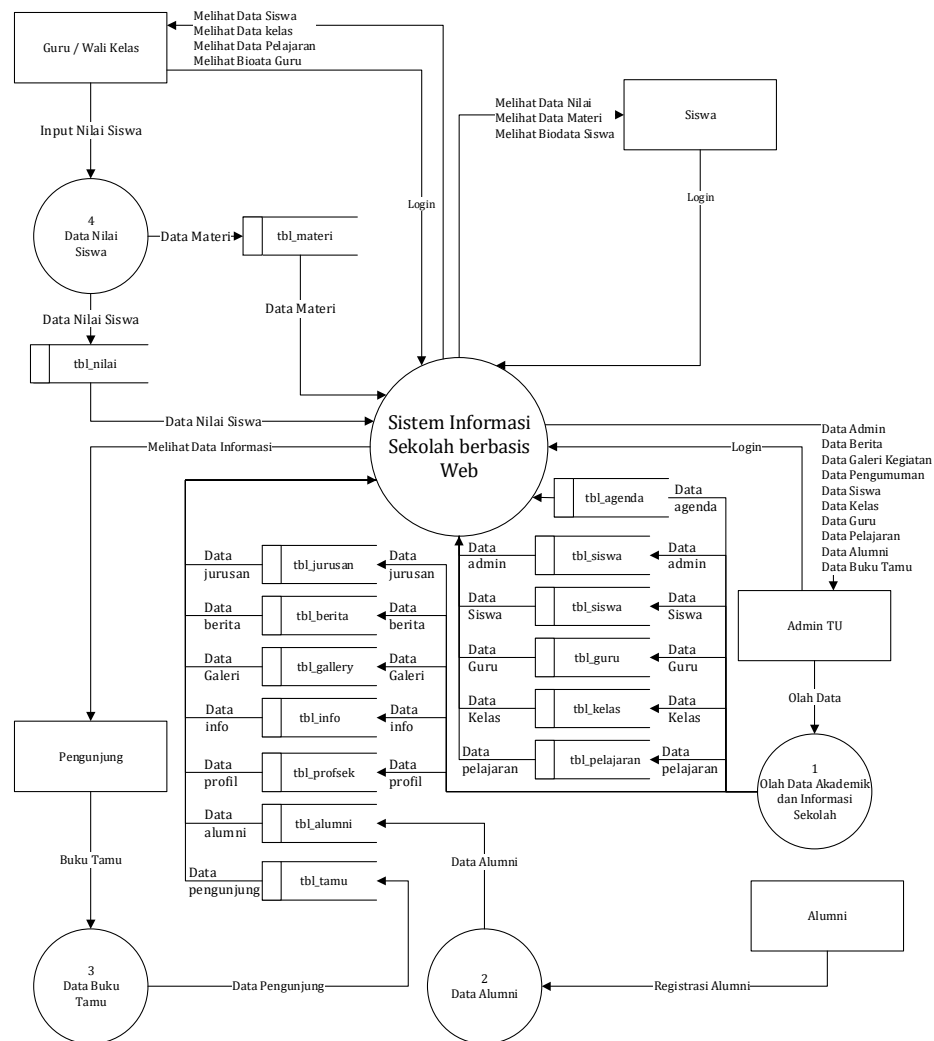 Melihat Data Siswa
Melihat Data kelas
Melihat Data Pelajaran
Melihat Bioata Guru
Guru / Wali Kelas
Melihat Data Nilai
Melihat Data Materi
Melihat Biodata Siswa
Siswa
Input Nilai Siswa
Login
Login
4
Data Nilai
Siswa
Data Materi
tbl_materi
Data Materi
Data Nilai Siswa
tbl_nilai
Data Nilai Siswa
Sistem Informasi
Sekolah berbasis
Web
Melihat Data Informasi
Login
Data Admin
Data Berita
Data Galeri Kegiatan
Data Pengumuman
Data Siswa
Data Kelas
Data Guru
Data Pelajaran
Data Alumni
Data Buku Tamu
tbl_agenda
Data
agenda
Data
jurusan
tbl_jurusan
Data
jurusan
Data
admin
tbl_siswa
Data
admin
Data
berita
tbl_berita
Data
berita
Data
Siswa
tbl_siswa
Data
Siswa
Admin TU
Data
Galeri
tbl_gallery
Data
Galeri
Data
Guru
tbl_guru
Data
Guru
Data
info
tbl_info
Data
info
Data
Kelas
tbl_kelas
Data
Kelas
Olah Data
Pengunjung
Data
profil
tbl_profsek
Data
profil
Data
pelajaran
tbl_pelajaran
Data
pelajaran
1
Olah Data Akademik
dan Informasi
Sekolah
Data
alumni
tbl_alumni
Buku Tamu
Data
pengunjung
tbl_tamu
Data Alumni
Alumni
3
Data Buku
Tamu
Data Pengunjung
2
Data Alumni
Registrasi Alumni